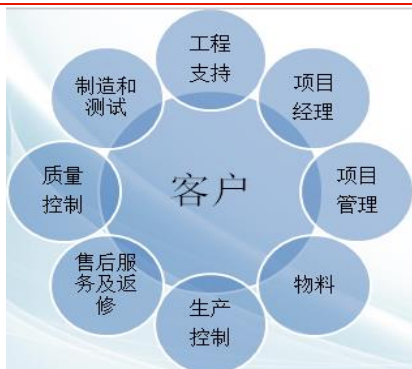 工程
支持
项目
经理
项目
管理
物料
生产
控制
售后服
务及返
修
质量
控制
制造和
测试
客户